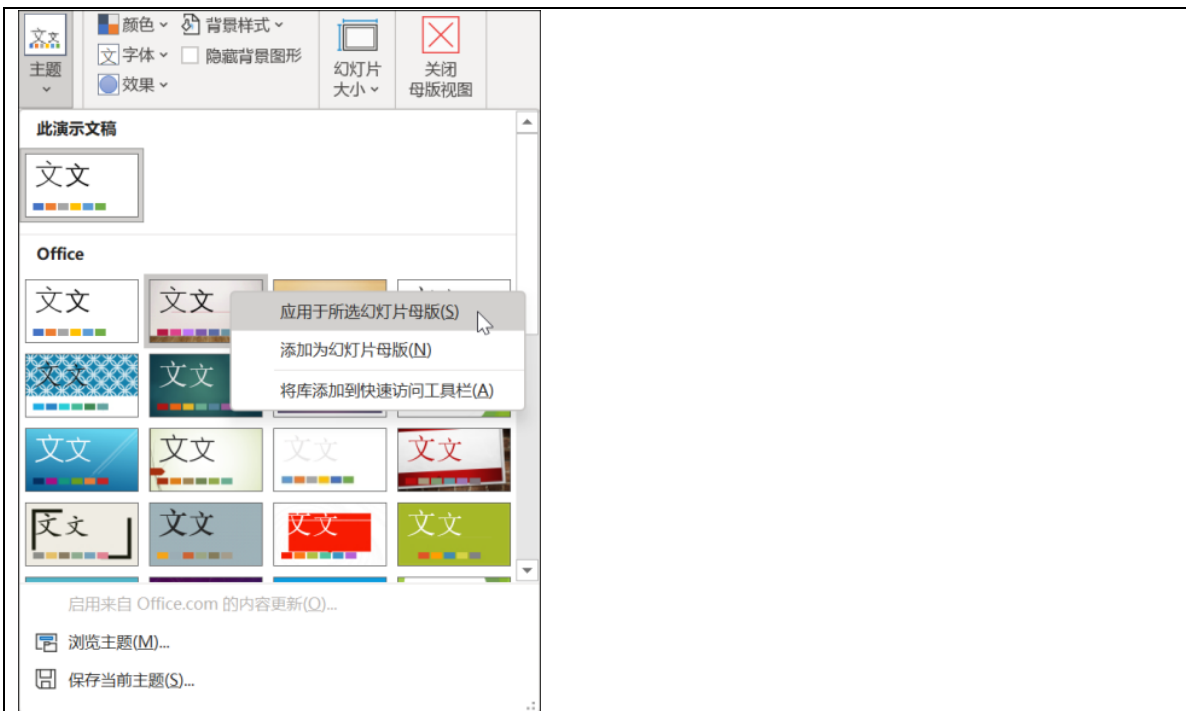 文文
主题
颜色
背景样式
字体
隐藏背景图形
效果
幻灯片
大小
关闭
母版视图
此演示文稿
文文
Office
文文
文文
应用于所选幻灯片母版(S)
添加为幻灯片母版(N)
将库添加到快速访问工具栏(A)
文文
文文
文文
文文
文文
文文
文文
文文
文文
文文
启用来自 Office.com 的内容更新(O)...
浏览主题(M)...
保存当前主题(S)...